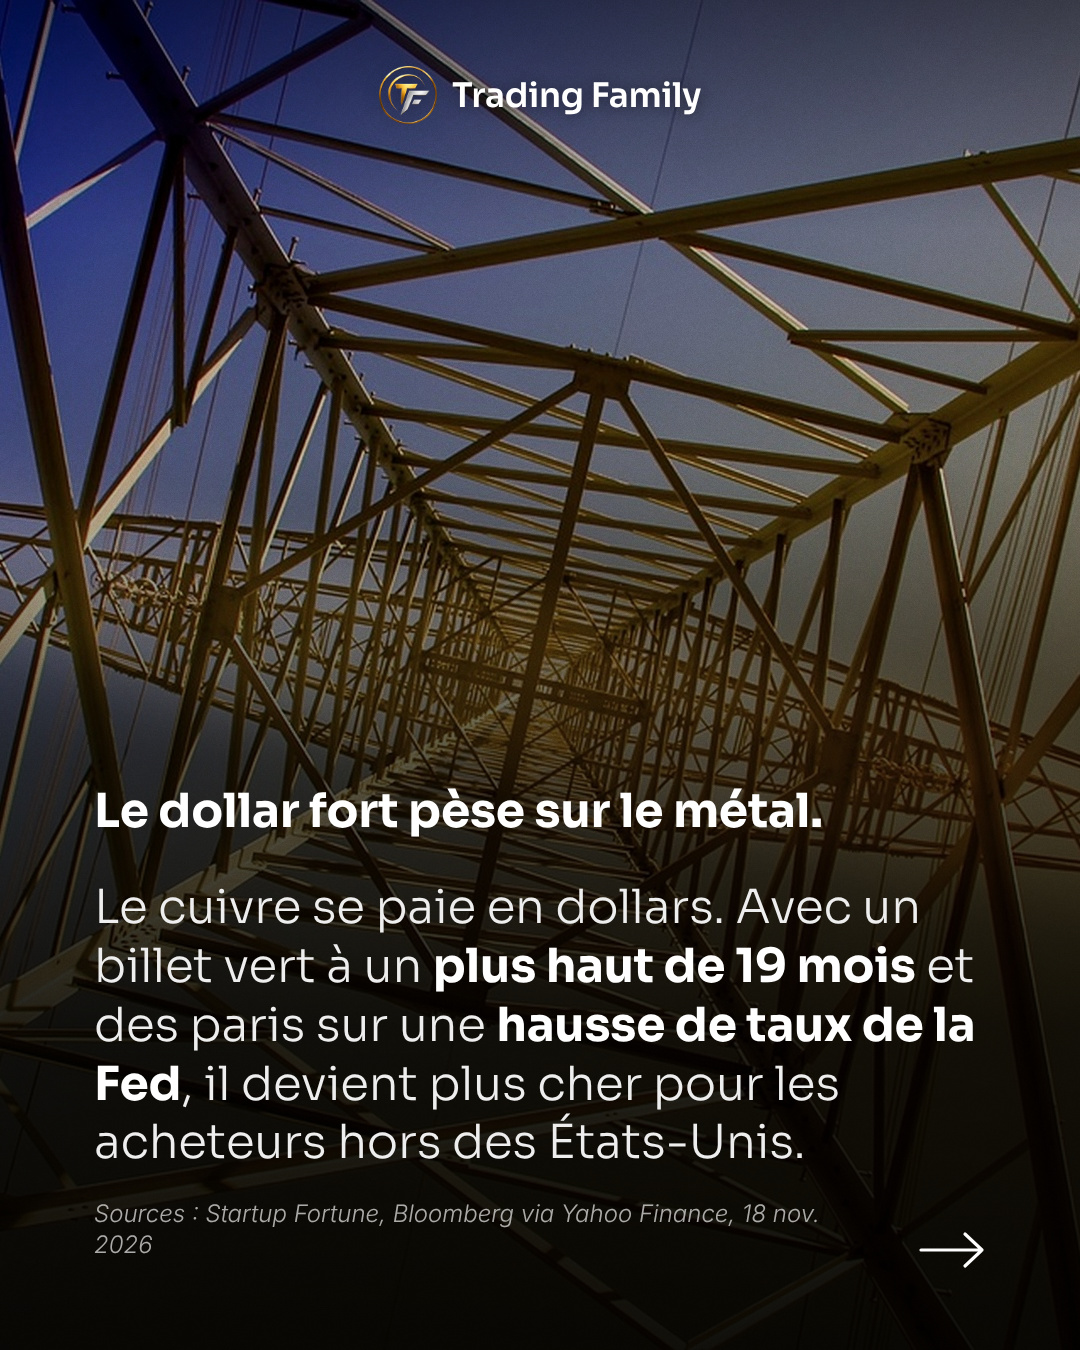 Trading Family
Le dollar fort pèse sur le métal.
Le cuivre se paie en dollars. Avec un
billet vert à un plus haut de 19 mois et
des paris sur une hausse de taux de la
Fed, il devient plus cher pour les
acheteurs hors des États-Unis.
Sources : Startup Fortune, Bloomberg via Yahoo Finance, 18 nov.
2026